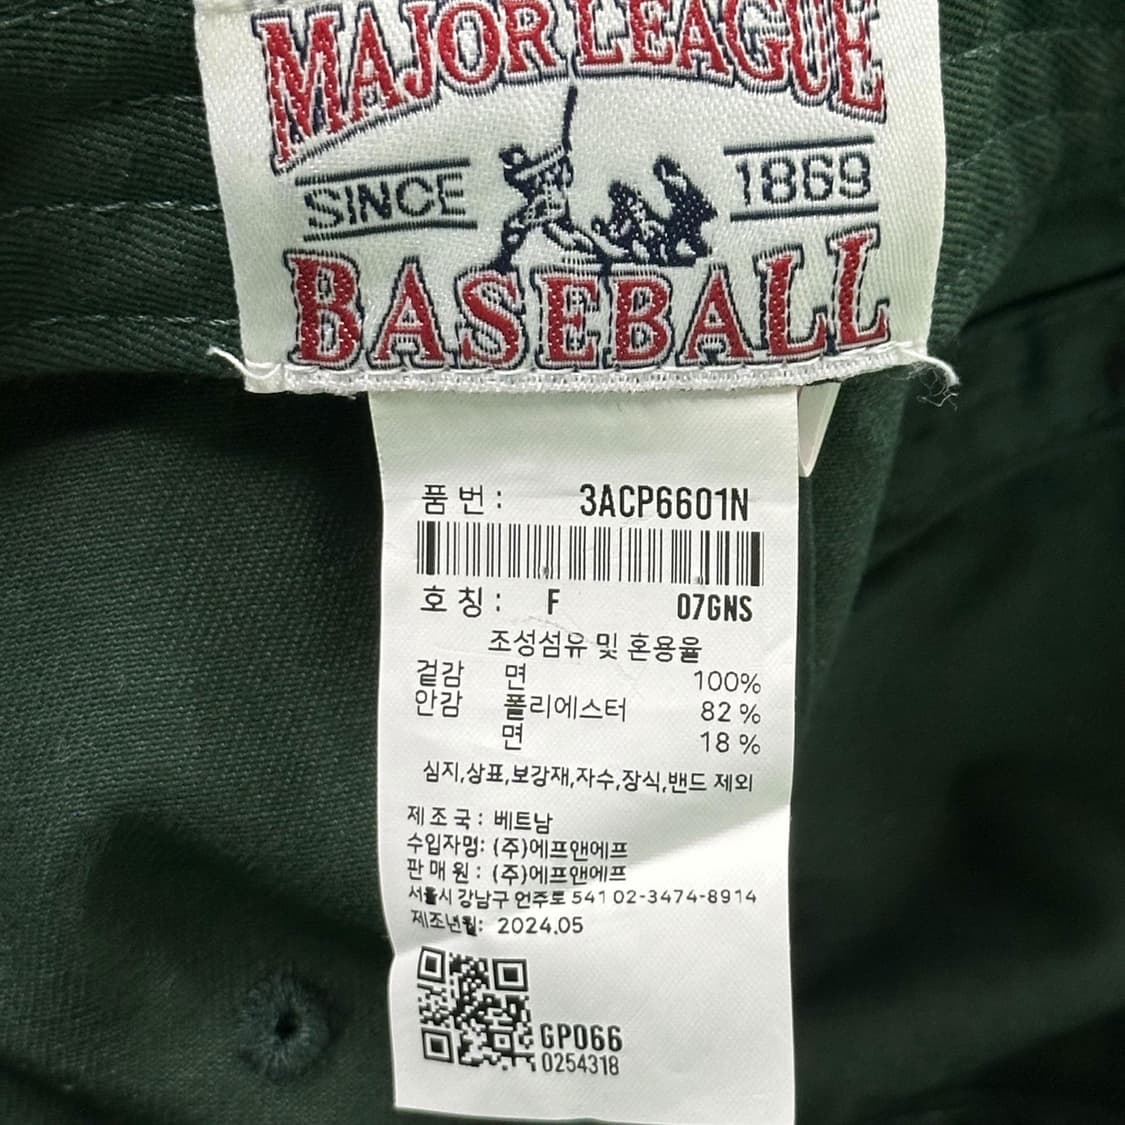 MAJOR LEAGUE
SINCE 1869
BASEBALL
품 번 : 3ACP6601N
호 칭 : F 07GNS
조성섬유 및 혼용율
겉감 면 100%
안감 폴리에스터 82 %
면 18 %
심지,상표,보강재,자수,장식,밴드 제외
제 조 국 : 베트남
수입자명: (주)에프앤에프
판 매 원 : (주)에프앤에프
서울시 강남구 언주로 541 02-3474-8914
제조년월: 2024.05
GP066
0254318